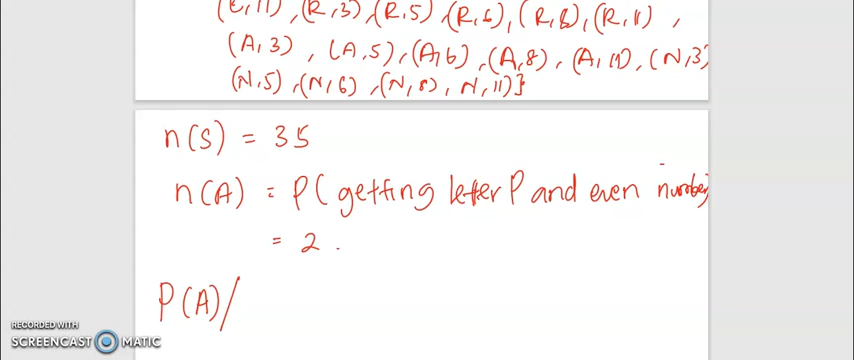 (E,11),(R,3),(R,5),(R,6),(R,8),(R,11),
(A,3),(A,5),(A,6),(A,8),(A,11),(N,3)
(N,5),(N,6),(N,8),N,11)}
n(S) = 35
n(A) = P(getting letter P and even number)
= 2.
P(A)/
RECORDED WITH
SCREENCAST MATIC